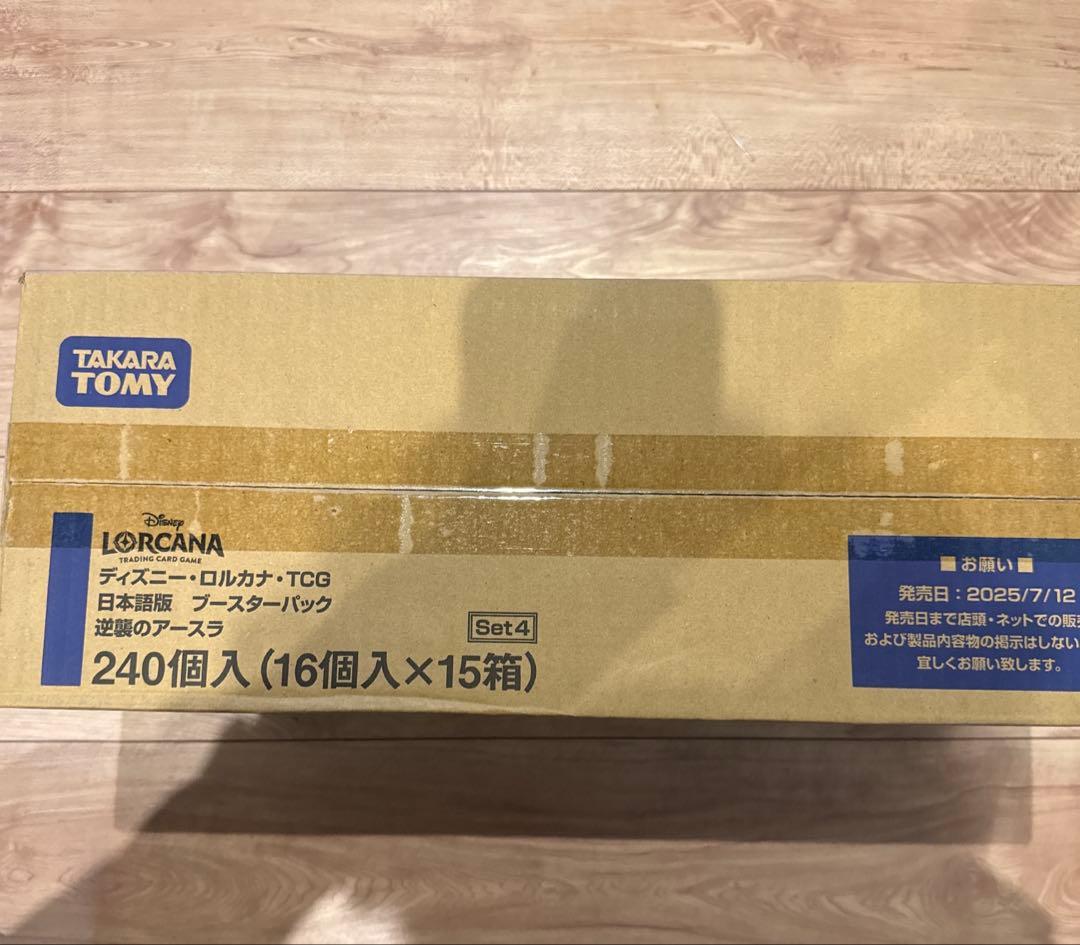 TAKARA
TOMY
Disney
LORCANA
TRADING CARD GAME
ディズニー・ロルカナ・TCG
日本語版 ブースターパック
逆襲のアースラ
Set4
240個入(16個入×15箱)
■お願い■
発売日:2025/7/12
発売日まで店頭・ネットでの販売
および製品内容物の掲示はしない
宜しくお願い致します。